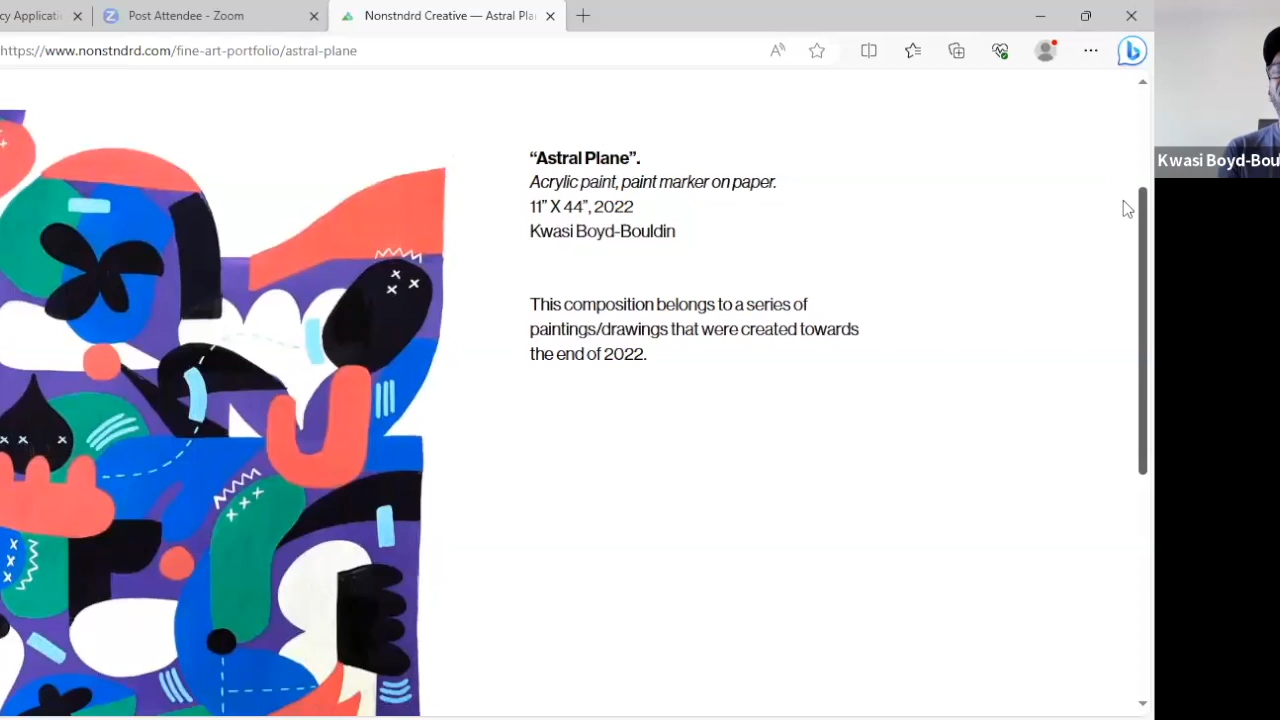 cy Applicati
Post Attendee - Zoom
Nonstndrd Creative — Astral Pla
https://www.nonstndrd.com/fine-art-portfolio/astral-plane
“Astral Plane”.
Acrylic paint, paint marker on paper.
11” X 44”, 2022
Kwasi Boyd-Bouldin
This composition belongs to a series of
paintings/drawings that were created towards
the end of 2022.
Kwasi Boyd-Boul